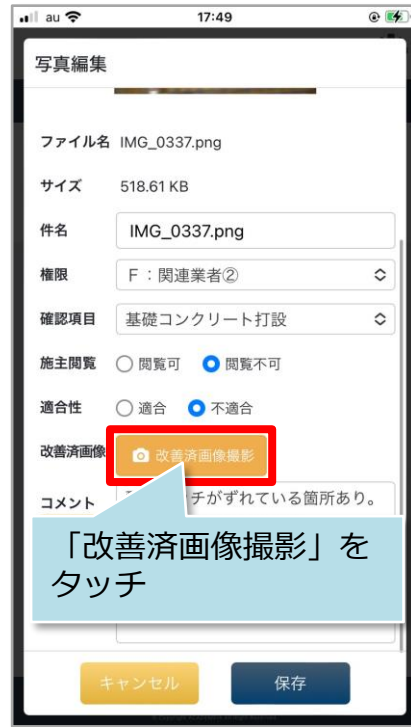 au 17:49
写真編集
ファイル名 IMG_0337.png
サイズ 518.61 KB
件名 IMG_0337.png
権限 F：関連業者②
確認項目 基礎コンクリート打設
施主閲覧 閲覧可 閲覧不可
適合性 適合 不適合
改善済画像 改善済画像撮影
コメント チがずれている箇所あり。
「改善済画像撮影」を
タッチ
キャンセル 保存